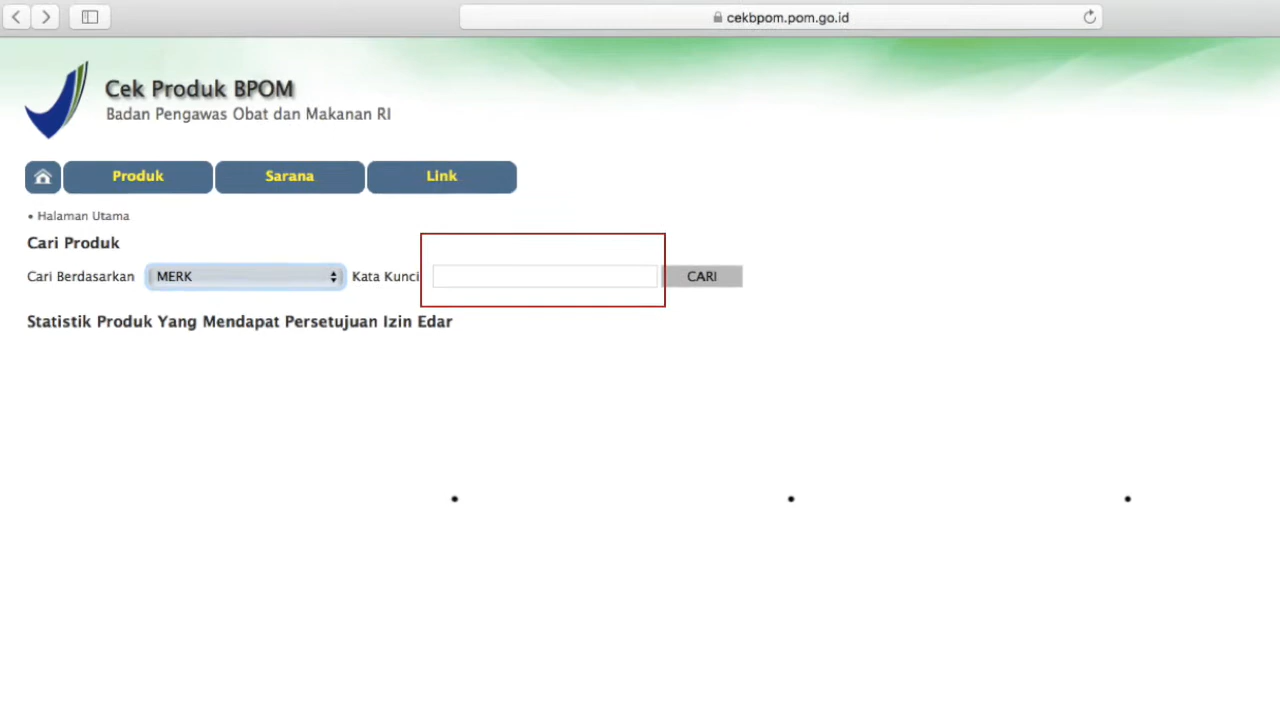 cekbpom.pom.go.id
Cek Produk BPOM
Badan Pengawas Obat dan Makanan RI
Produk Sarana Link
• Halaman Utama
Cari Produk
Cari Berdasarkan MERK Kata Kunci CARI
Statistik Produk Yang Mendapat Persetujuan Izin Edar